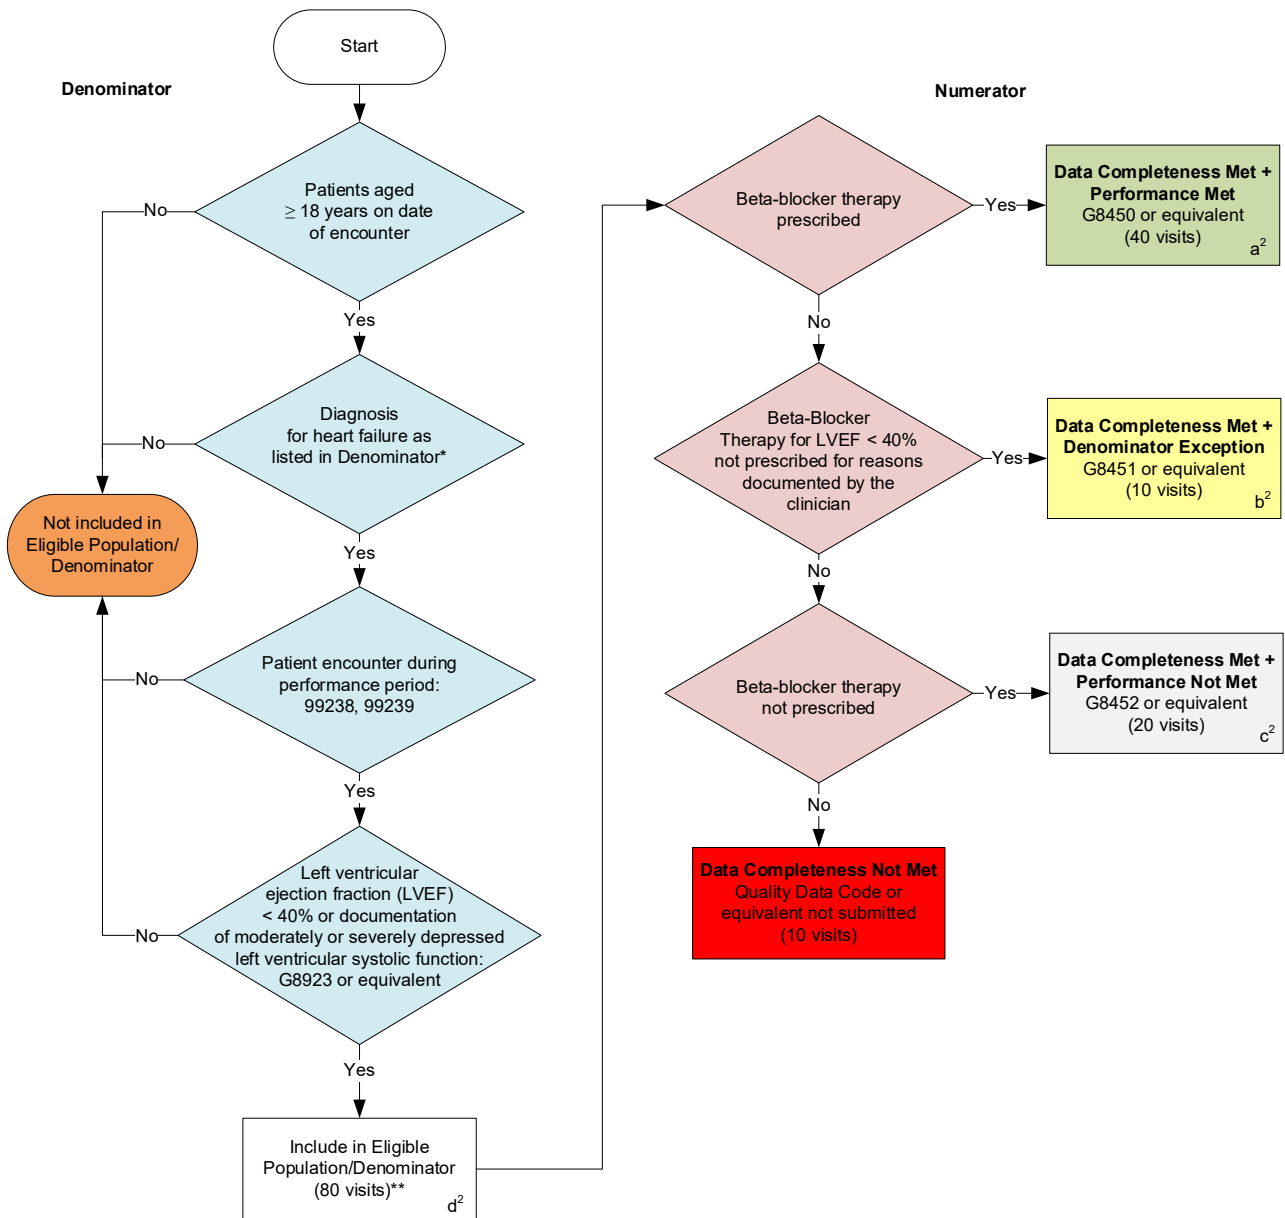 Start
Denominator
Patients aged
≥ 18 years on date
of encounter
No
Yes
Diagnosis
for heart failure as
listed in Denominator*
No
Not included in
Eligible Population/
Denominator
Yes
Patient encounter during
performance period:
99238, 99239
No
Yes
Left ventricular
ejection fraction (LVEF)
< 40% or documentation
of moderately or severely depressed
left ventricular systolic function:
G8923 or equivalent
No
Yes
Include in Eligible
Population/Denominator
(80 visits)**
d²
Numerator
Beta-blocker therapy
prescribed
Yes
Data Completeness Met +
Performance Met
G8450 or equivalent
(40 visits)
a²
No
Beta-Blocker
Therapy for LVEF < 40%
not prescribed for reasons
documented by the
clinician
Yes
Data Completeness Met +
Denominator Exception
G8451 or equivalent
(10 visits)
b²
No
Beta-blocker therapy
not prescribed
Yes
Data Completeness Met +
Performance Not Met
G8452 or equivalent
(20 visits)
c²
No
Data Completeness Not Met
Quality Data Code or
equivalent not submitted
(10 visits)